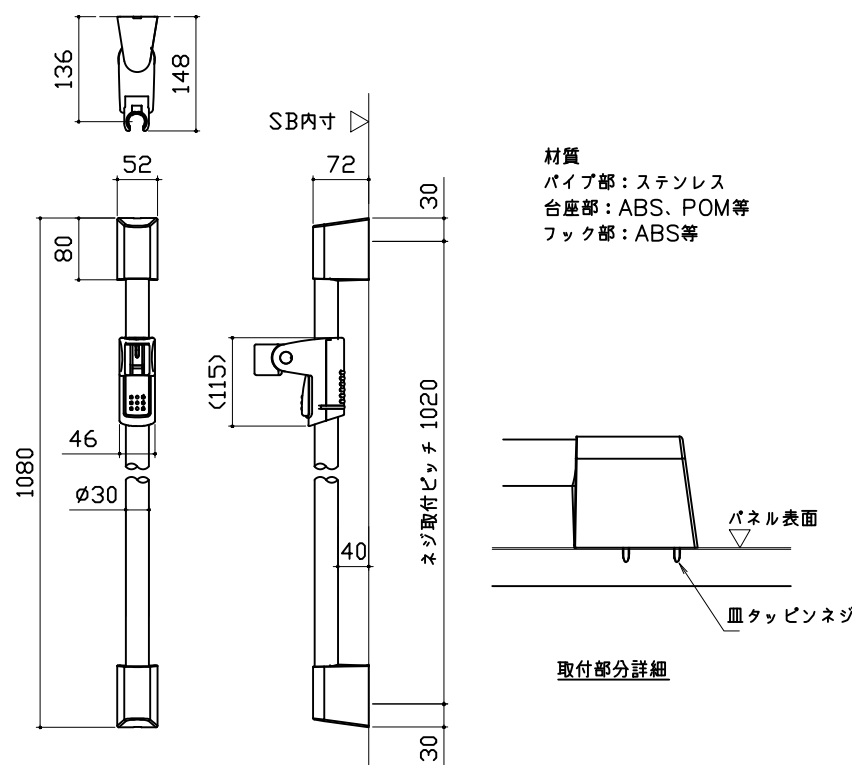 136
148
SB内寸
52
72
30
80
材質
パイプ部：ステンレス
台座部：ABS、POM等
フック部：ABS等
(115)
46
1080
ø30
ネジ取付ピッチ 1020
40
パネル表面
皿タッピンネジ
取付部分詳細
30